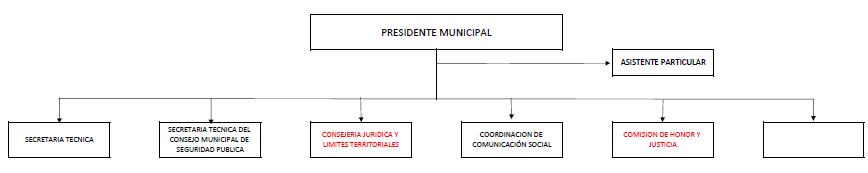 PRESIDENTE MUNICIPAL
ASISTENTE PARTICULAR
SECRETARIA TECNICA
SECRETARIA TECNICA DEL
CONSEJO MUNICIPAL DE
SEGURIDAD PUBLICA
CONSEJERIA JURIDICA Y
LIMITES TERRITORIALES
COORDINACION DE
COMUNICACIÓN SOCIAL
COMISION DE HONOR Y
JUSTICIA